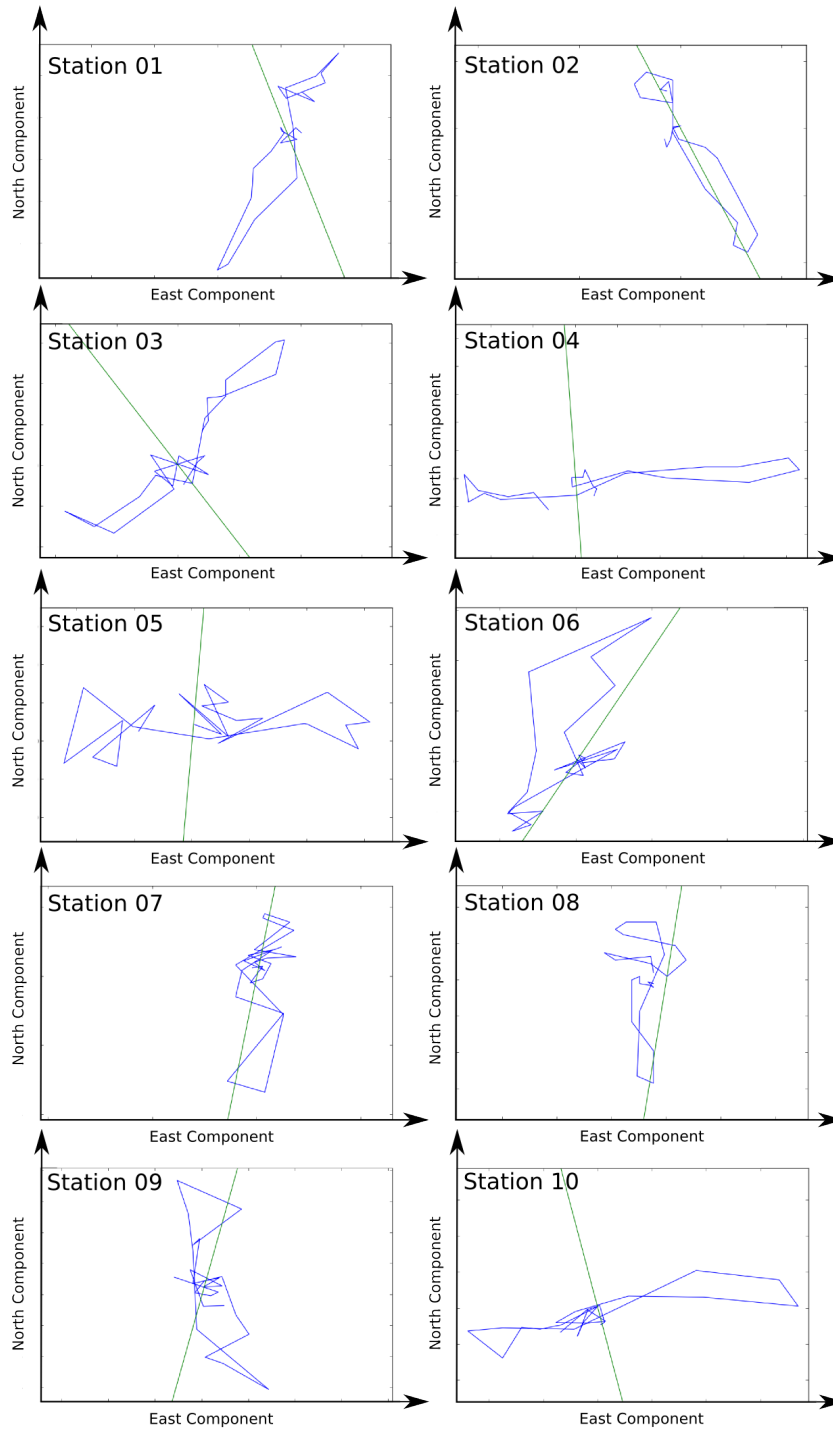 Station 01
North Component
East Component
Station 02
North Component
East Component
Station 03
North Component
East Component
Station 04
North Component
East Component
Station 05
North Component
East Component
Station 06
North Component
East Component
Station 07
North Component
East Component
Station 08
North Component
East Component
Station 09
North Component
East Component
Station 10
North Component
East Component